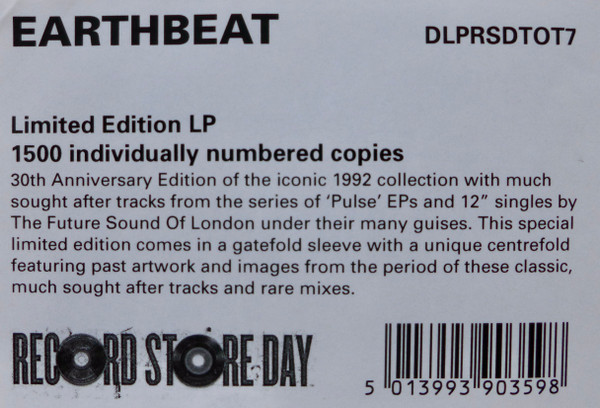 EARTHBEAT DLPRSDTOT7
Limited Edition LP
1500 individually numbered copies
30th Anniversary Edition of the iconic 1992 collection with much
sought after tracks from the series of ‘Pulse’ EPs and 12” singles by
The Future Sound Of London under their many guises. This special
limited edition comes in a gatefold sleeve with a unique centrefold
featuring past artwork and images from the period of these classic,
much sought after tracks and rare mixes.
RECORD STORE DAY
5 013993 903598